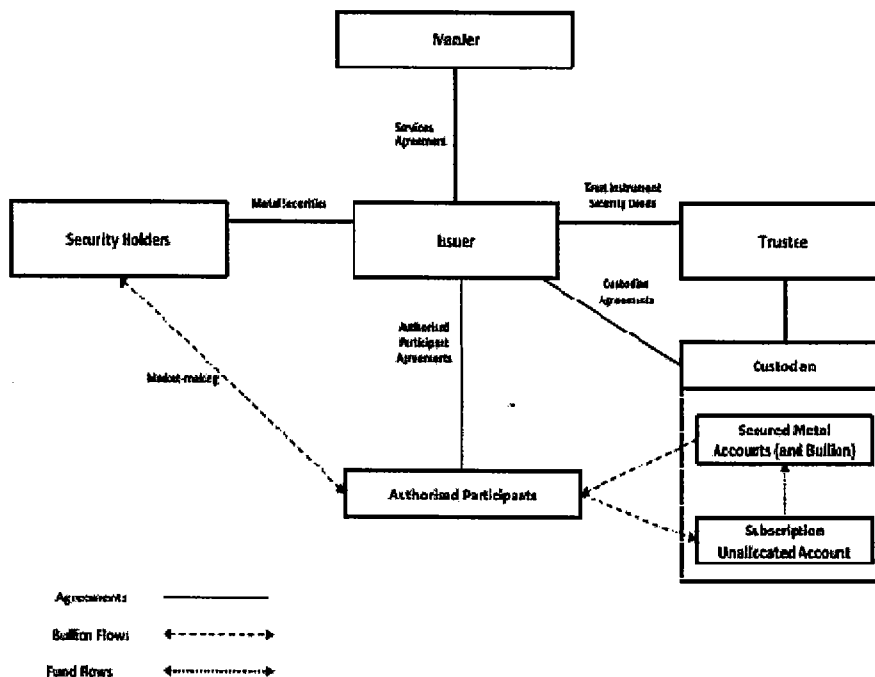 ManJer
Services
Agreement
Metal Securities
Trust Instrument
Security Deeds
Security Holders
Issuer
Trustee
Custodian
Agreements
Authorised
Participant
Agreements
Market-making
Custodian
Secured Metal
Accounts (and Bullion)
Authorised Participants
Subscription
Unallocated Account
Agreements
Bullion Flows
Fund Flows